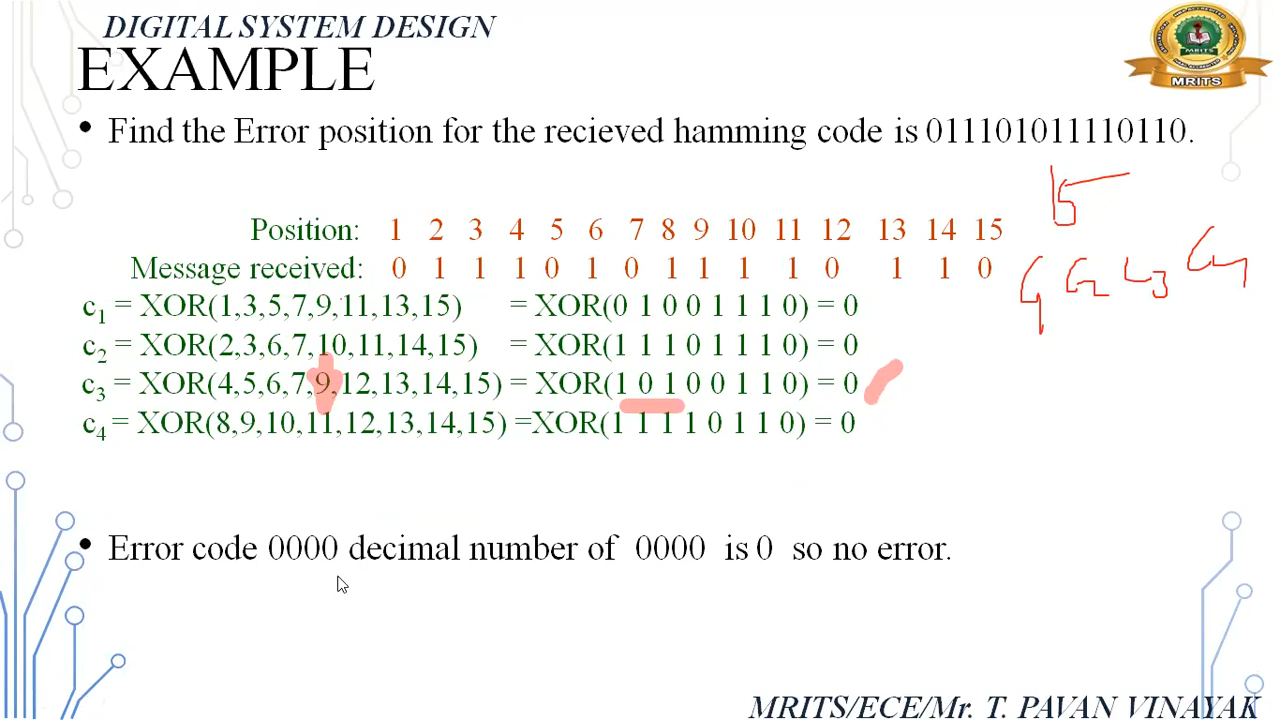 DIGITAL SYSTEM DESIGN
EXAMPLE
MRITS
• Find the Error position for the recieved hamming code is 011101011110110.
15
Position: 1 2 3 4 5 6 7 8 9 10 11 12 13 14 15
Message received: 0 1 1 1 0 1 0 1 1 1 1 0 1 1 0
C1 C2 C3 C4
c1 = XOR(1,3,5,7,9,11,13,15) = XOR(0 1 0 0 1 1 1 0) = 0
c2 = XOR(2,3,6,7,10,11,14,15) = XOR(1 1 1 0 1 1 1 0) = 0
c3 = XOR(4,5,6,7,9,12,13,14,15) = XOR(1 0 1 0 0 1 1 0) = 0
c4 = XOR(8,9,10,11,12,13,14,15) =XOR(1 1 1 1 0 1 1 0) = 0
• Error code 0000 decimal number of 0000 is 0 so no error.
MRITS/ECE/Mr. T. PAVAN VINAYAK